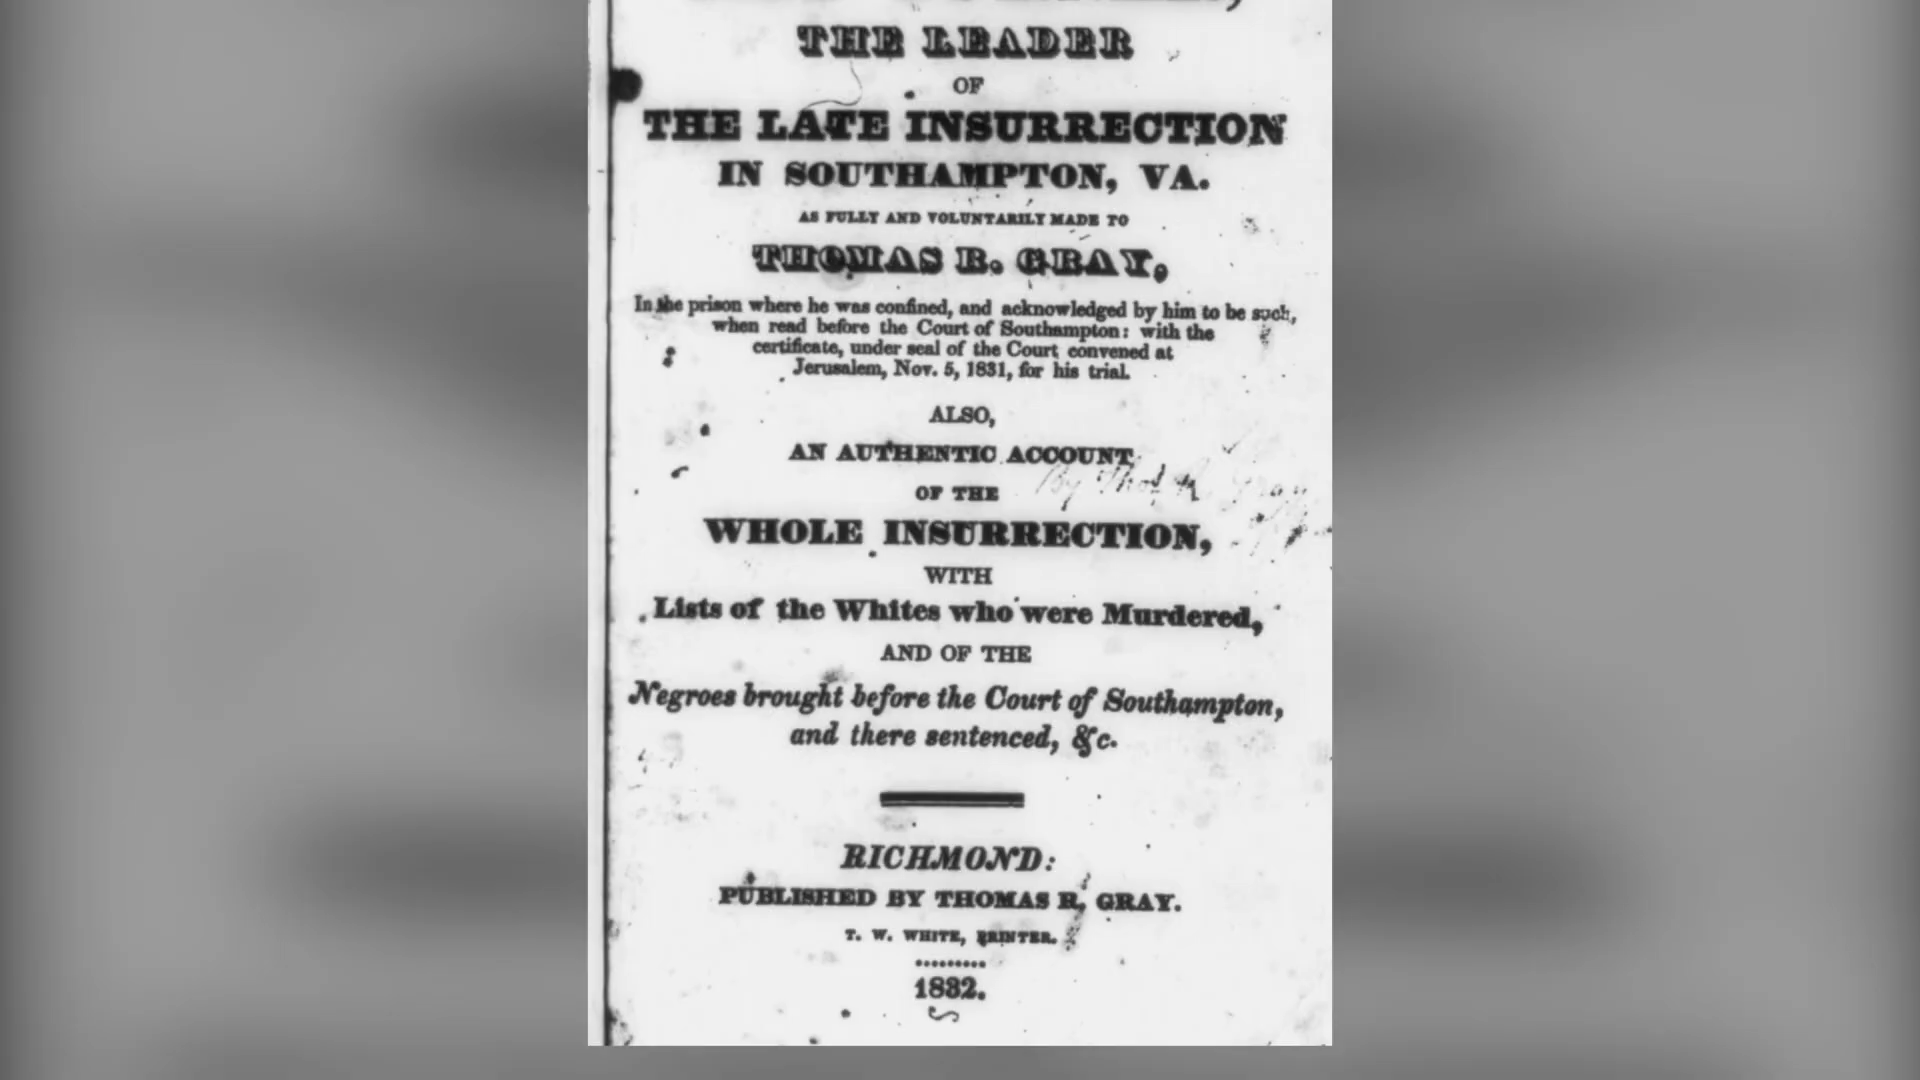 THE LEADER
OF
THE LATE INSURRECTION
IN SOUTHAMPTON, VA.
AS FULLY AND VOLUNTARILY MADE TO
THOMAS R. GRAY,
In the prison where he was confined, and acknowledged by him to be such,
when read before the Court of Southampton: with the
certificate, under seal of the Court convened at
Jerusalem, Nov. 5, 1831, for his trial.
ALSO,
AN AUTHENTIC ACCOUNT
OF THE
WHOLE INSURRECTION,
WITH
Lists of the Whites who were Murdered,
AND OF THE
Negroes brought before the Court of Southampton,
and there sentenced, &c.
RICHMOND:
PUBLISHED BY THOMAS R. GRAY.
T. W. WHITE, PRINTER.
1832.